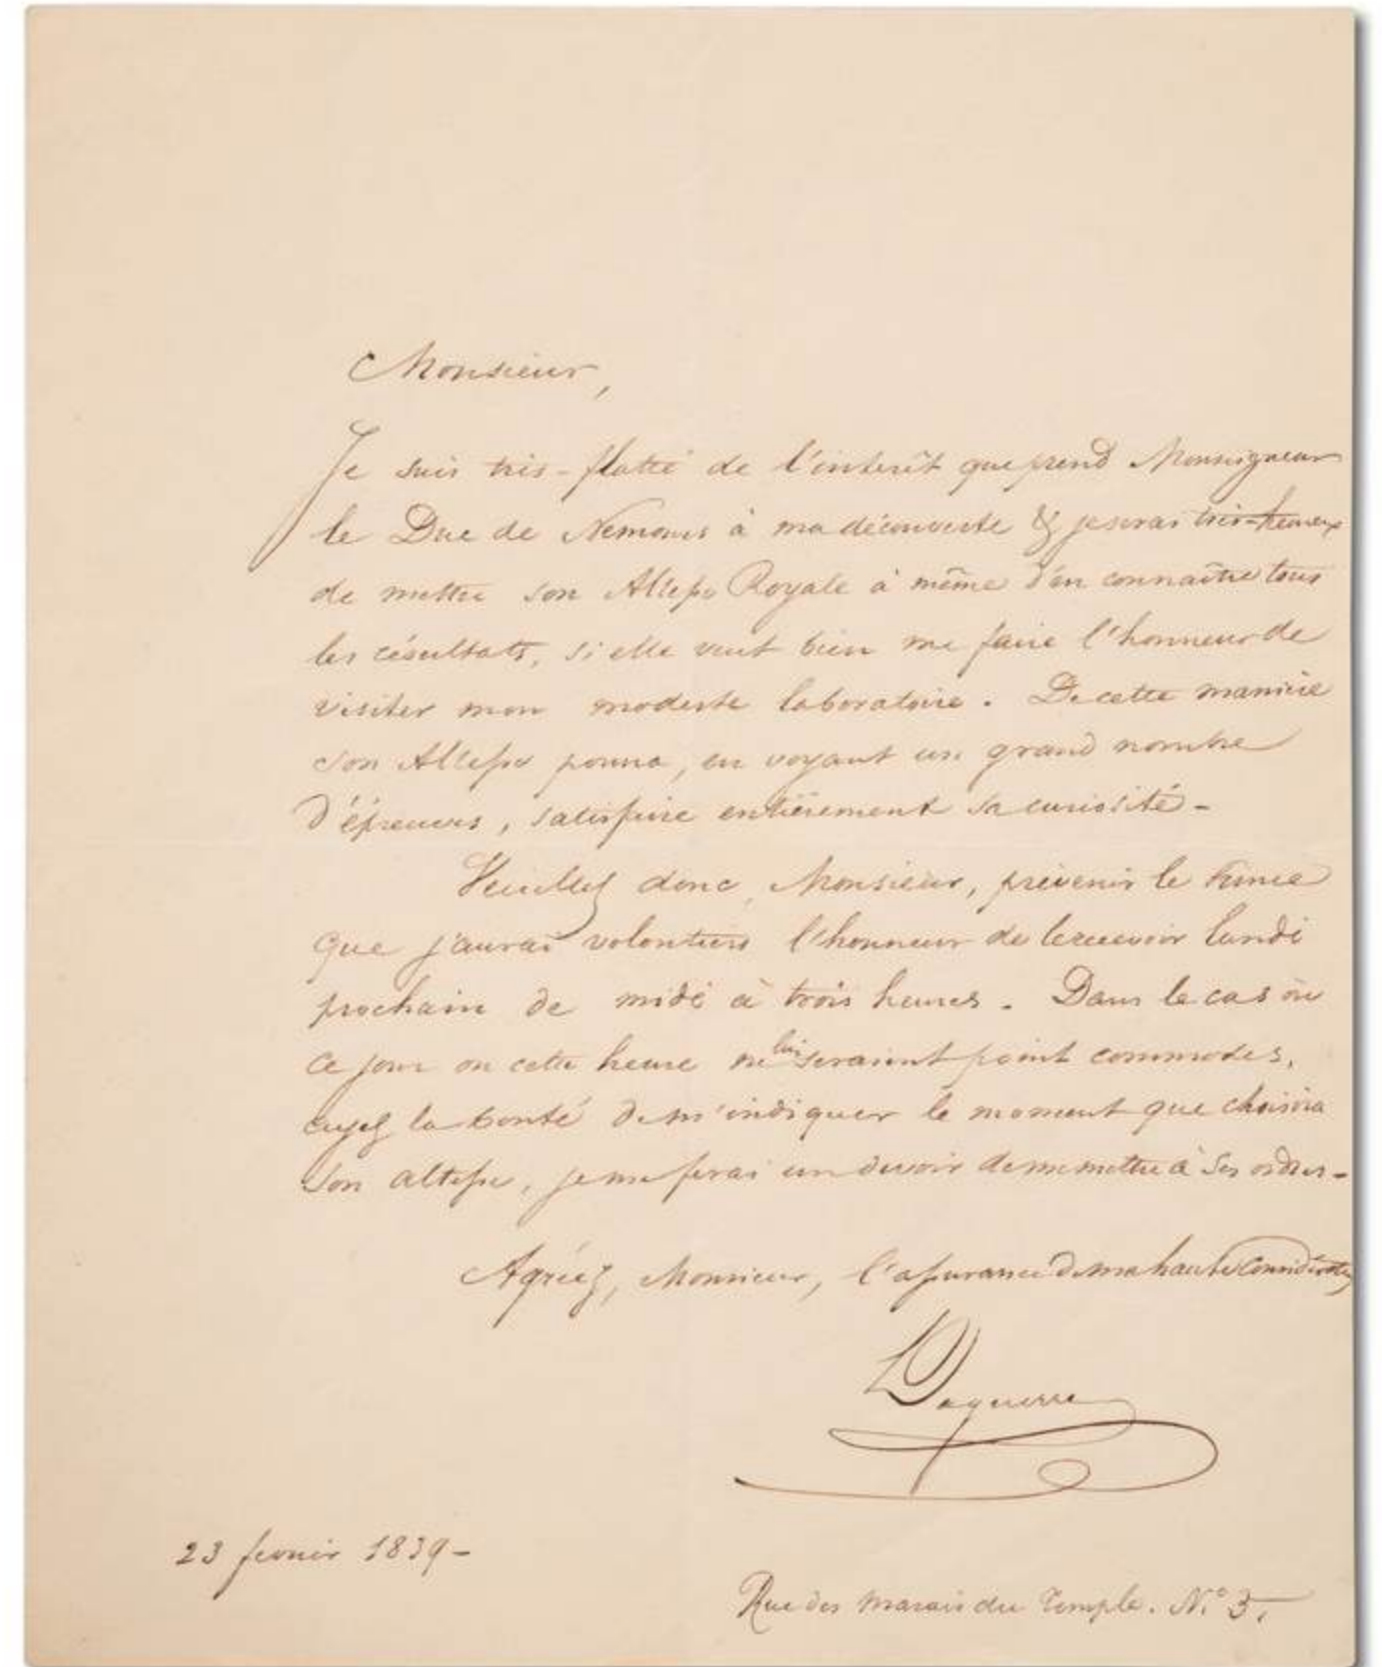 Monsieur,
Je suis très-flatté de l'intérêt que prend Monseigneur
le Duc de Nemours à ma découverte & je serai très-heureux
de mettre son Altesse Royale à même d'en connaître tous
les résultats, si elle veut bien me faire l'honneur de
visiter mon modeste laboratoire. De cette manière
son Altesse pourra, en voyant un grand nombre
d'épreuves, satisfaire entièrement sa curiosité -
Veuillez donc, Monsieur, prévenir le Prince
que j'aurai volontiers l'honneur de le recevoir lundi
prochain de midi à trois heures. Dans le cas où
ce jour ou cette heure ne lui seraient point commodes,
ayez la bonté de m'indiquer le moment que choisira
son altesse, je me ferai un devoir de me mettre à ses ordres -
Agréez, Monsieur, l'assurance de ma haute Considération
Daguerre
23 fevrier 1839 -
Rue des Marais du Temple. N.° 3.